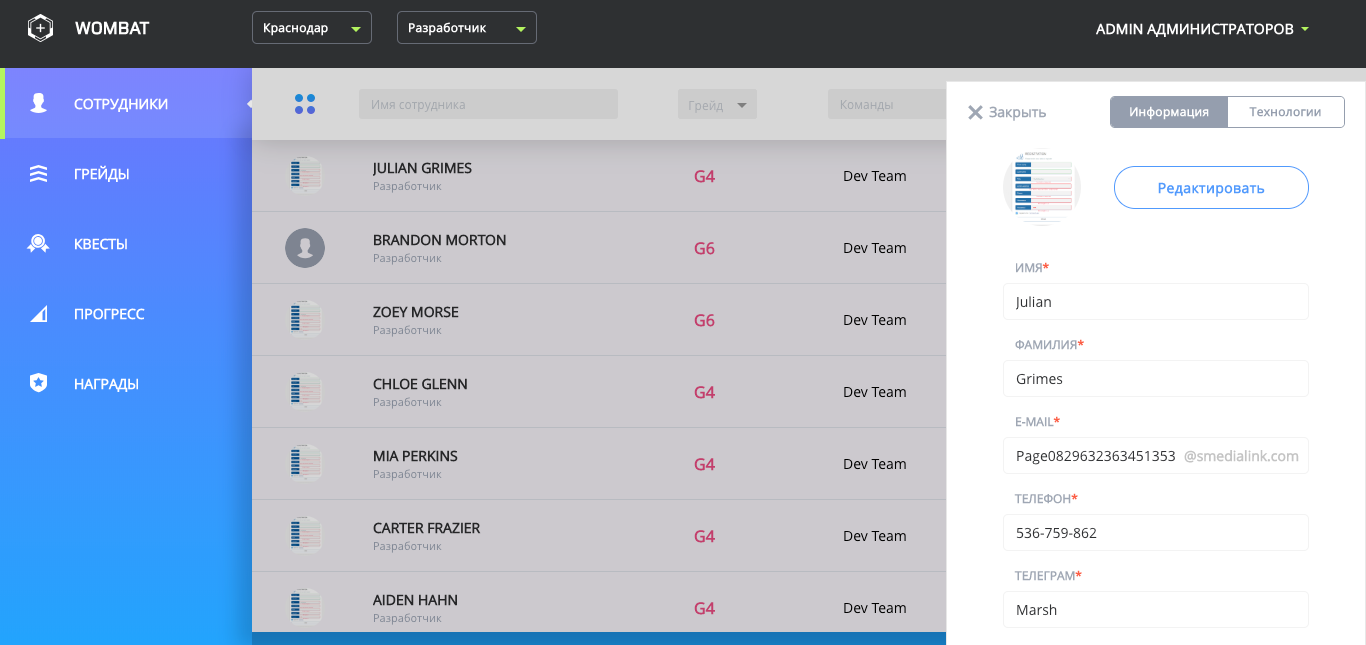 WOMBAT
Краснодар
Разработчик
ADMIN АДМИНИСТРАТОРОВ
СОТРУДНИКИ
ГРЕЙДЫ
КВЕСТЫ
ПРОГРЕСС
НАГРАДЫ
Имя сотрудника
Грейд
Команды
JULIAN GRIMES
Разработчик
G4
Dev Team
BRANDON MORTON
Разработчик
G6
Dev Team
ZOEY MORSE
Разработчик
G6
Dev Team
CHLOE GLENN
Разработчик
G4
Dev Team
MIA PERKINS
Разработчик
G4
Dev Team
CARTER FRAZIER
Разработчик
G4
Dev Team
AIDEN HAHN
Разработчик
G4
Dev Team
Закрыть
Информация
Технологии
Редактировать
ИМЯ*
Julian
ФАМИЛИЯ*
Grimes
E-MAIL*
Page0829632363451353 @smedialink.com
ТЕЛЕФОН*
536-759-862
ТЕЛЕГРАМ*
Marsh